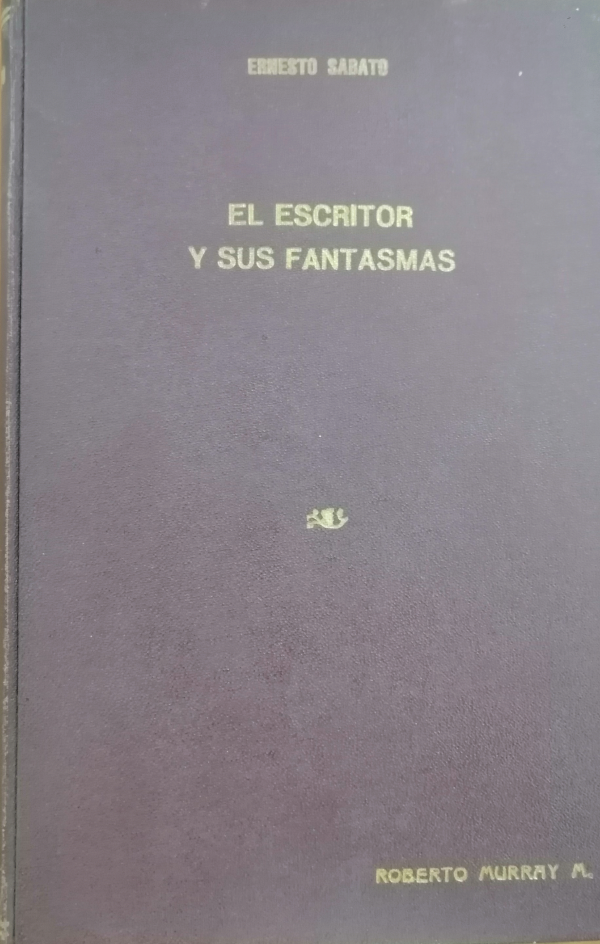 ERNESTO SABATO
EL ESCRITOR
Y SUS FANTASMAS
ROBERTO MURRAY M.